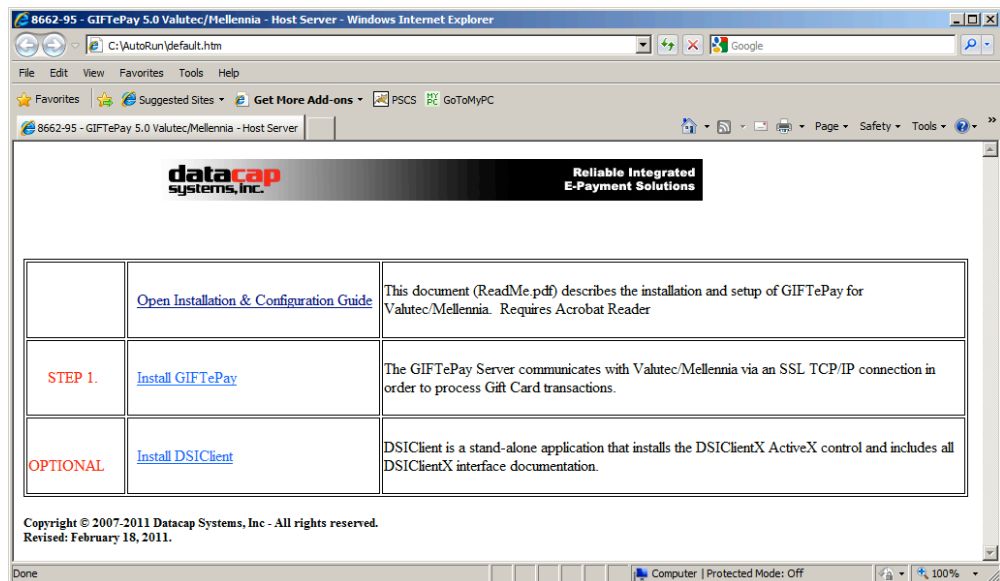 8662-95 - GIFTePay 5.0 Valutec/Mellennia - Host Server - Windows Internet Explorer
C:\AutoRun\default.htm
Google
File Edit View Favorites Tools Help
Favorites Suggested Sites Get More Add-ons PSCS MY PC GoToMyPC
8662-95 - GIFTePay 5.0 Valutec/Mellennia - Host Server
Page Safety Tools
datacap
systems, inc.
Reliable Integrated
E-Payment Solutions
Open Installation & Configuration Guide
This document (ReadMe.pdf) describes the installation and setup of GIFTePay for
Valutec/Mellennia. Requires Acrobat Reader
STEP 1.
Install GIFTePay
The GIFTePay Server communicates with Valutec/Mellennia via an SSL TCP/IP connection in
order to process Gift Card transactions.
OPTIONAL
Install DSIClient
DSIClient is a stand-alone application that installs the DSIClientX ActiveX control and includes all
DSIClientX interface documentation.
Copyright © 2007-2011 Datacap Systems, Inc - All rights reserved.
Revised: February 18, 2011.
Done
Computer | Protected Mode: Off
100%